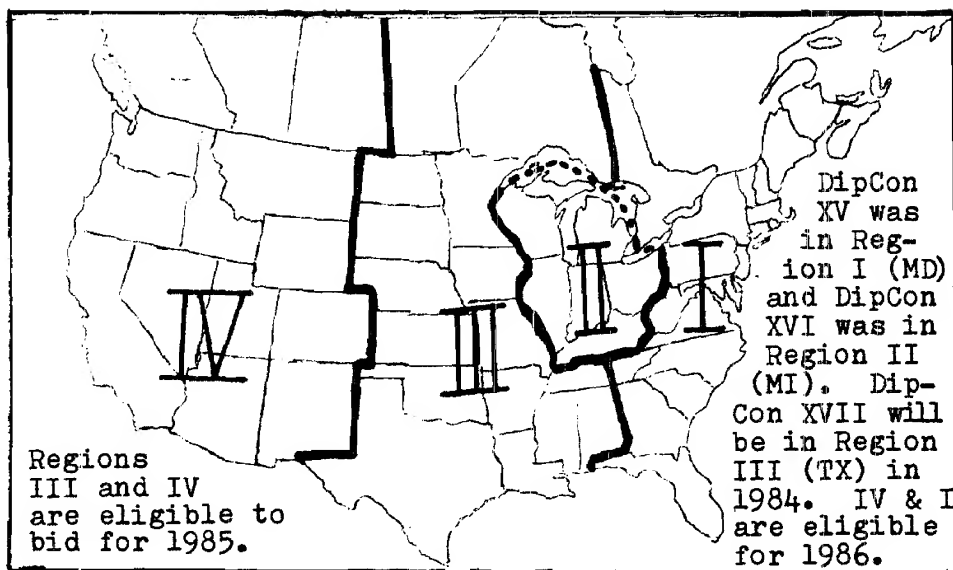 DipCon
XV was
in Reg-
ion I (MD)
and DipCon
XVI was in
Region II
(MI). Dip-
Con XVII will
be in Region
III (TX) in
1984. IV & I
are eligible
for 1986.
IV
III
II
I
Regions
III and IV
are eligible to
bid for 1985.